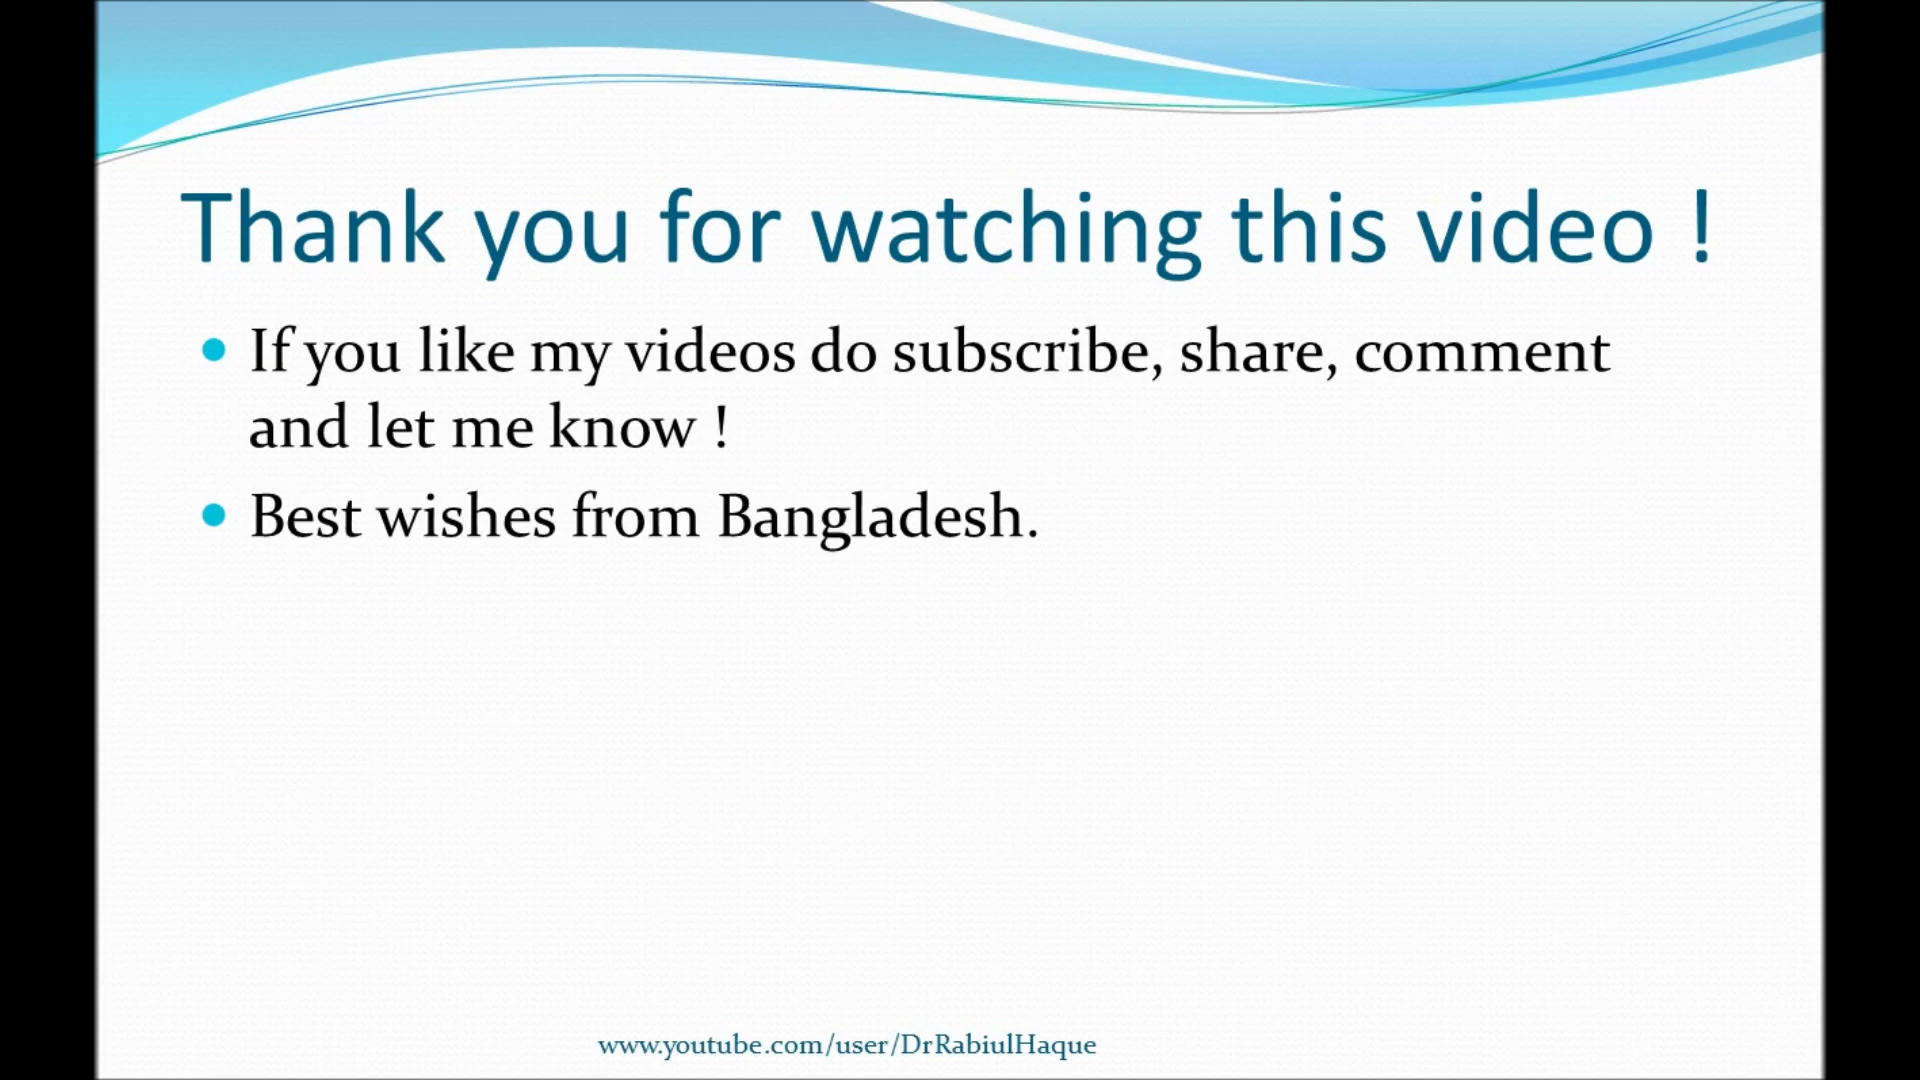 Thank you for watching this video !
If you like my videos do subscribe, share, comment
and let me know !
Best wishes from Bangladesh.
www.youtube.com/user/DrRabiulHaque